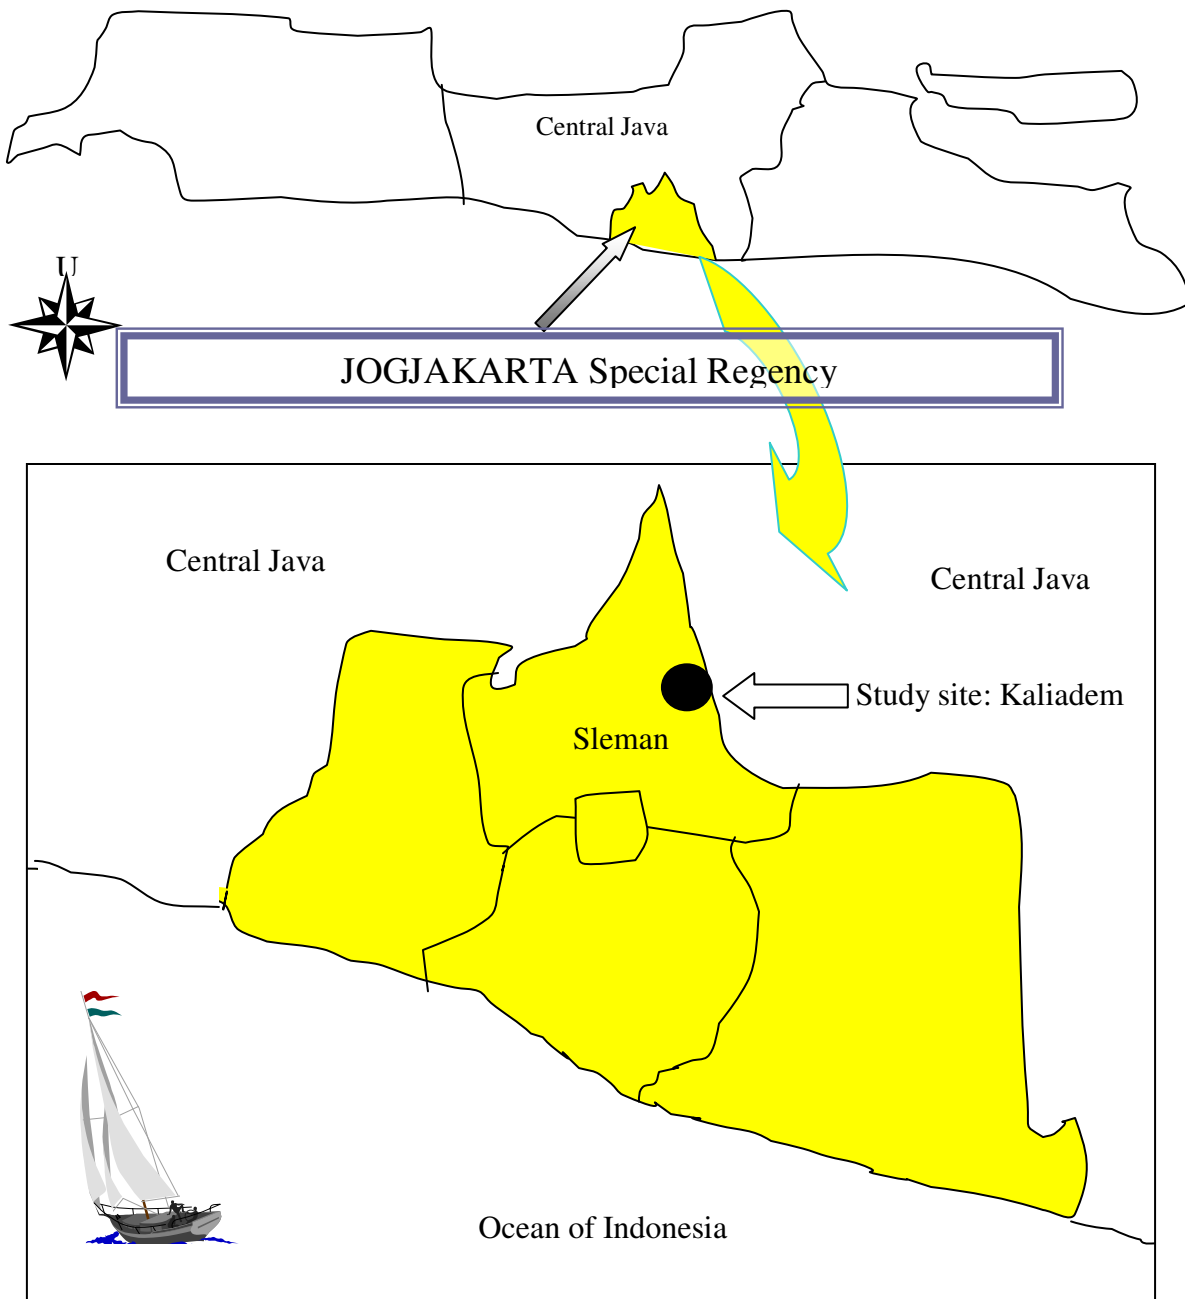 Central Java
U
JOGJAKARTA Special Regency
Central Java
Central Java
Study site: Kaliadem
Sleman
Ocean of Indonesia